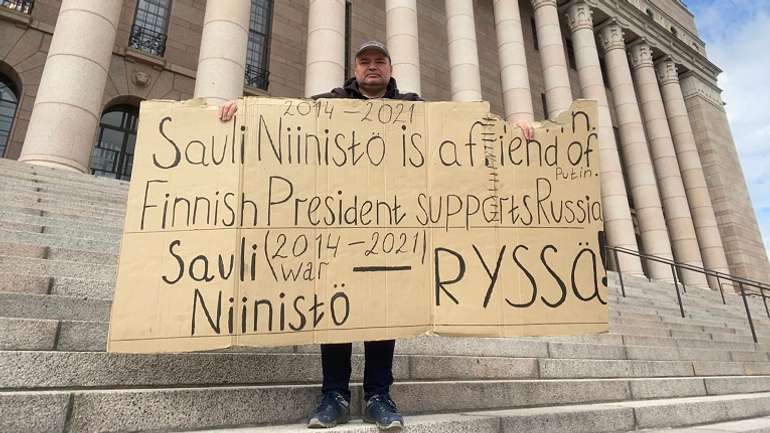 2014-2021
Sauli Niinistö is a friend of
Putin.
Finnish President supports Russia
Sauli (2014-2021) — RYSSÄ!
war
Niinistö